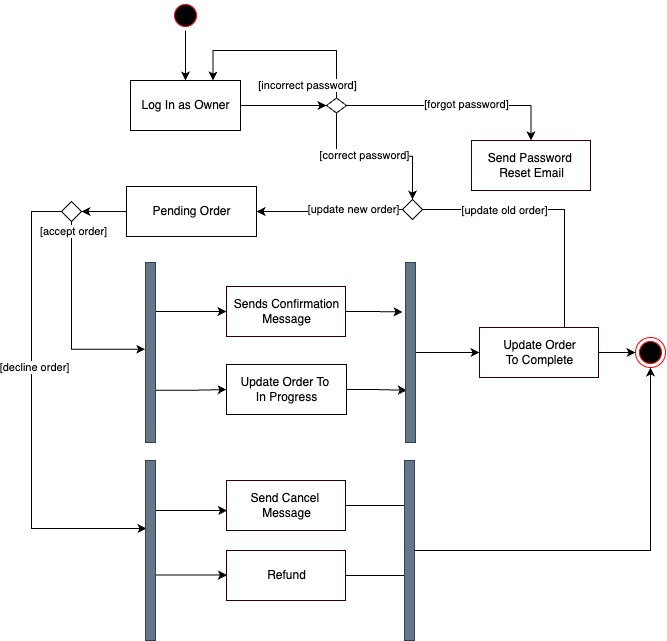 [incorrect password]
Log In as Owner
[forgot password]
[correct password]
Send Password
Reset Email
Pending Order
[update new order]
[update old order]
[accept order]
Sends Confirmation
Message
Update Order
To Complete
[decline order]
Update Order To
In Progress
Send Cancel
Message
Refund